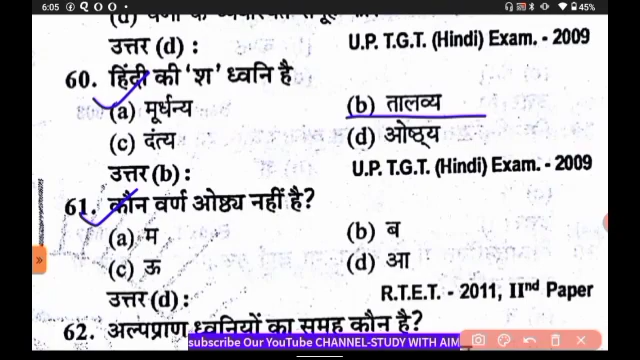 6:05
45%
उत्तर (d) : U.P. T.G.T. (Hindi) Exam. - 2009
60. हिंदी की 'श' ध्वनि है
(a) मूर्धन्य (b) तालव्य
(c) दंत्य (d) ओष्ठ्य
उत्तर (b) : U.P. T.G.T. (Hindi) Exam. - 2009
61. कौन वर्ण ओष्ठ्य नहीं है?
(a) म (b) ब
(c) ऊ (d) आ
उत्तर (d) : R.T.E.T. - 2011, IInd Paper
62. अल्पप्राण ध्वनियों का समूह कौन है?
subscribe Our YouTube CHANNEL-STUDY WITH AIM